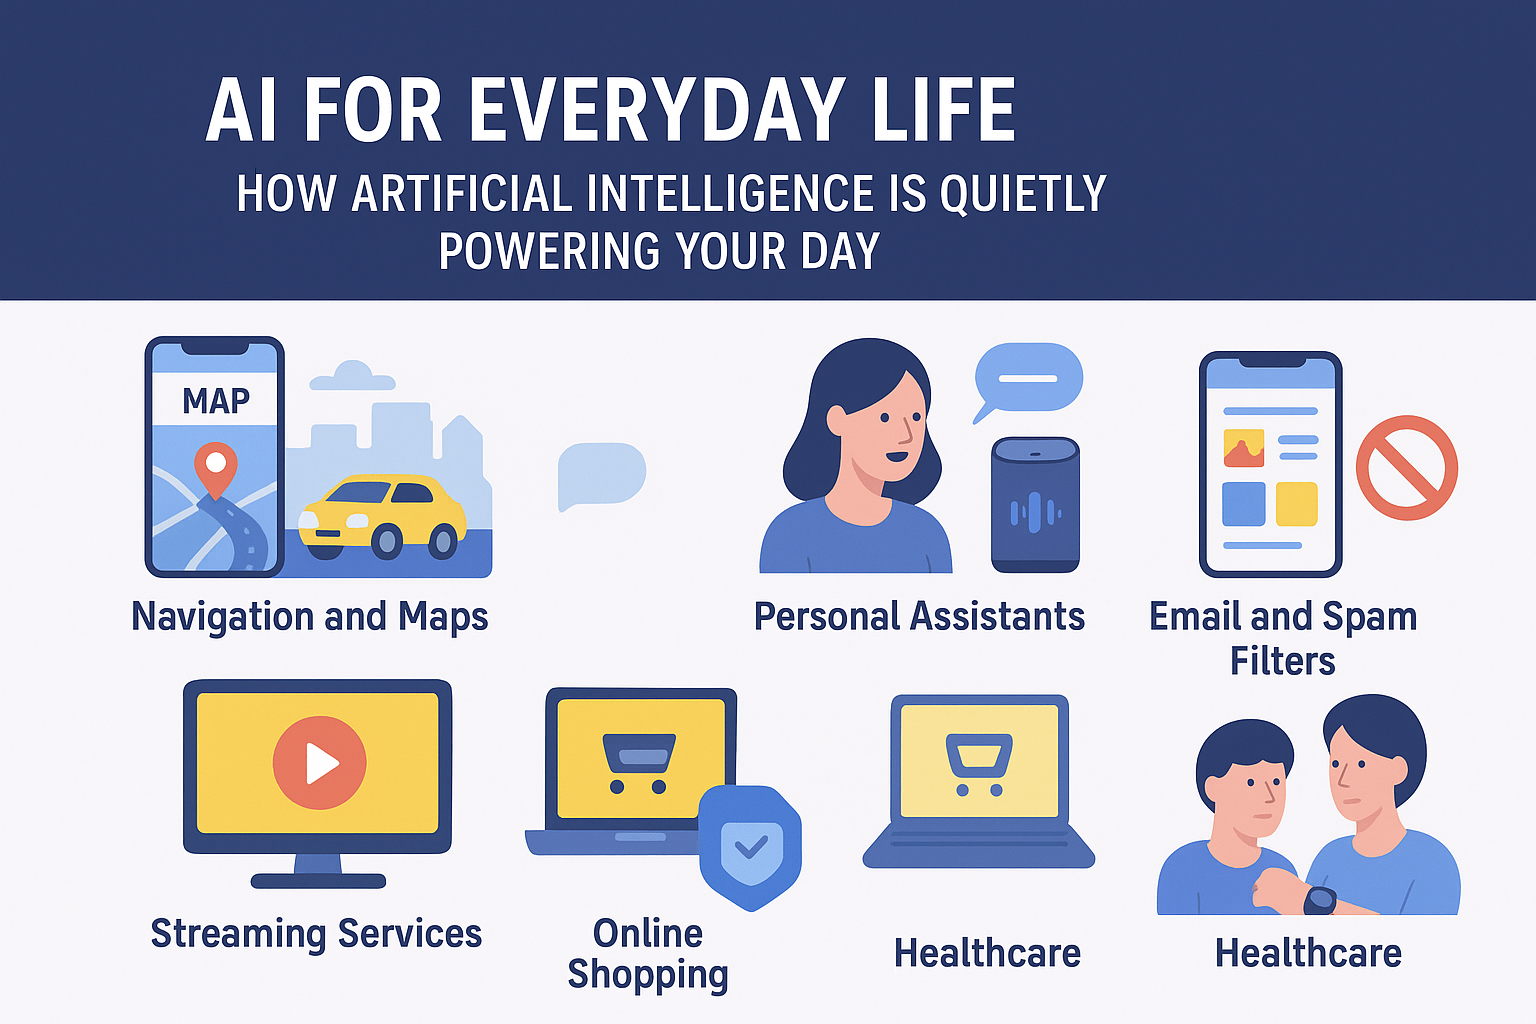 AI FOR EVERYDAY LIFE
HOW ARTIFICIAL INTELLIGENCE IS QUIETLY
POWERING YOUR DAY
MAP
Navigation and Maps
Personal Assistants
Email and Spam
Filters
Streaming Services
Online
Shopping
Healthcare
Healthcare